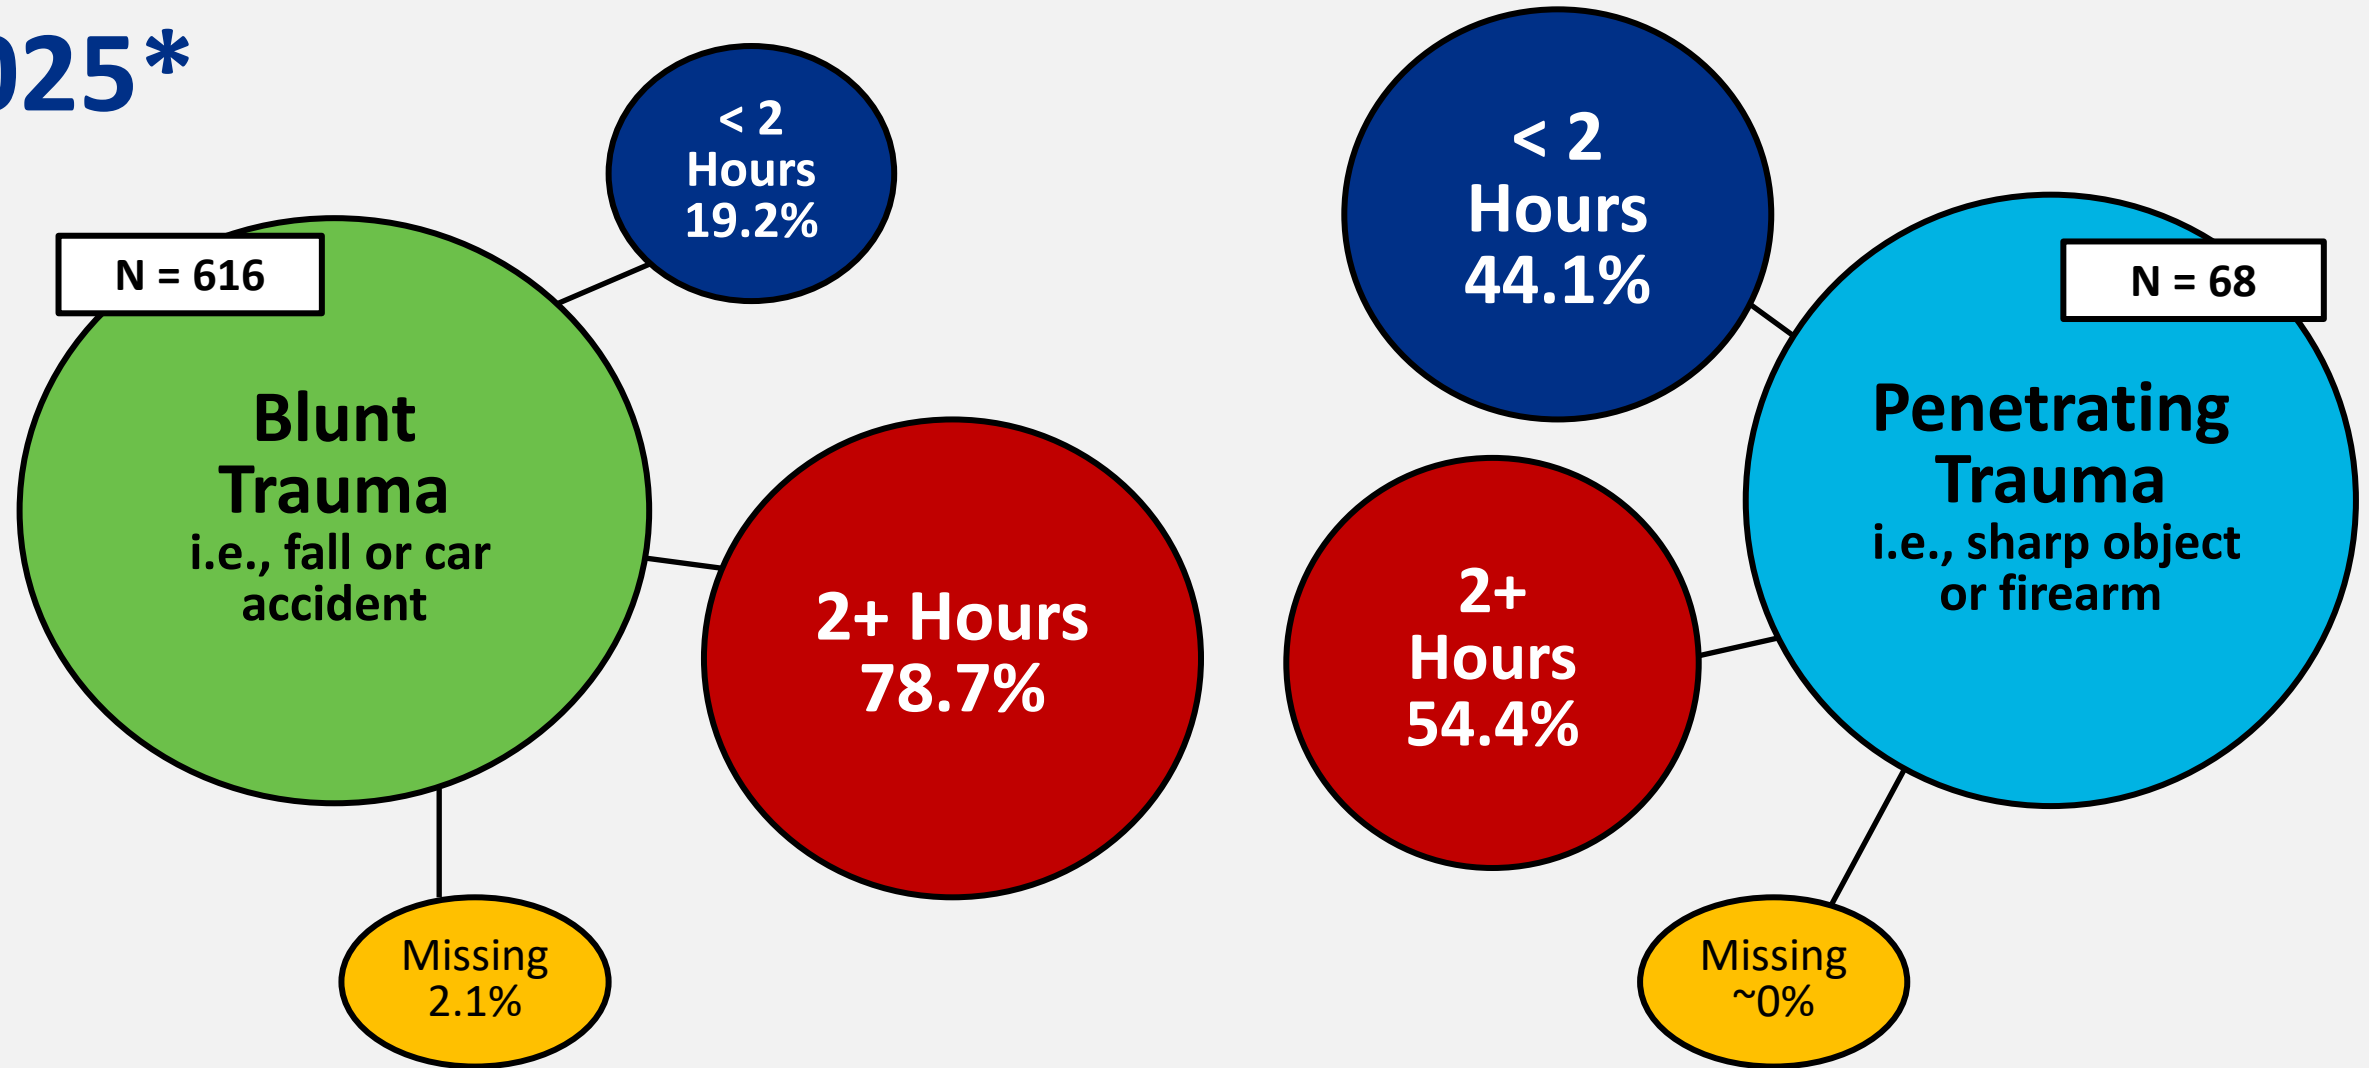 025*
< 2
Hours
19.2%
N = 616
Blunt
Trauma
i.e., fall or car
accident
2+ Hours
78.7%
Missing
2.1%
< 2
Hours
44.1%
N = 68
Penetrating
Trauma
i.e., sharp object
or firearm
2+
Hours
54.4%
Missing
~0%